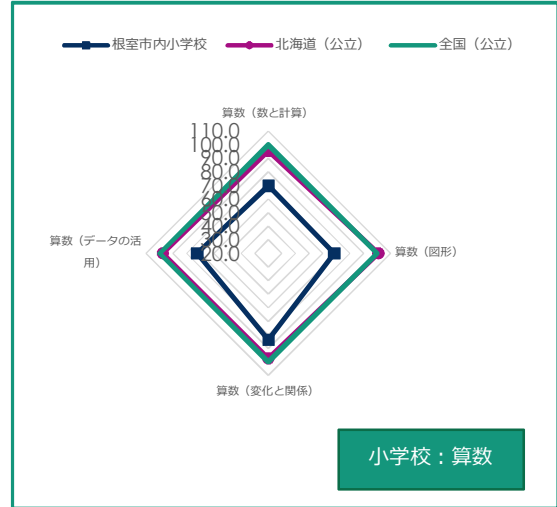 根室市内小学校 北海道（公立） 全国（公立）
算数（数と計算）
110.0
100.0
90.0
80.0
70.0
60.0
50.0
40.0
30.0
20.0
算数（データの活
用）
算数（図形）
算数（変化と関係）
小学校：算数